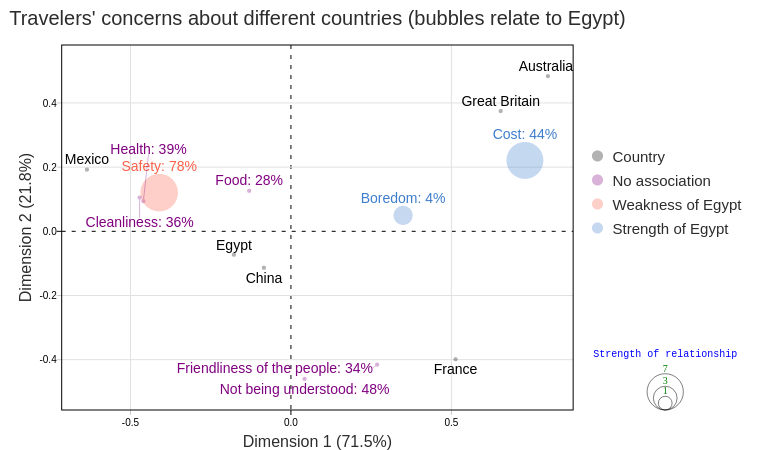 Travelers' concerns about different countries (bubbles relate to Egypt)
Australia
Great Britain
Cost: 44%
Health: 39%
Mexico
Safety: 78%
Food: 28%
Boredom: 4%
Cleanliness: 36%
Egypt
China
Friendliness of the people: 34%
France
Not being understood: 48%
0.4
0.2
0.0
-0.2
-0.4
Dimension 2 (21.8%)
-0.5
0.0
0.5
Dimension 1 (71.5%)
Country
No association
Weakness of Egypt
Strength of Egypt
Strength of relationship
7
3
1